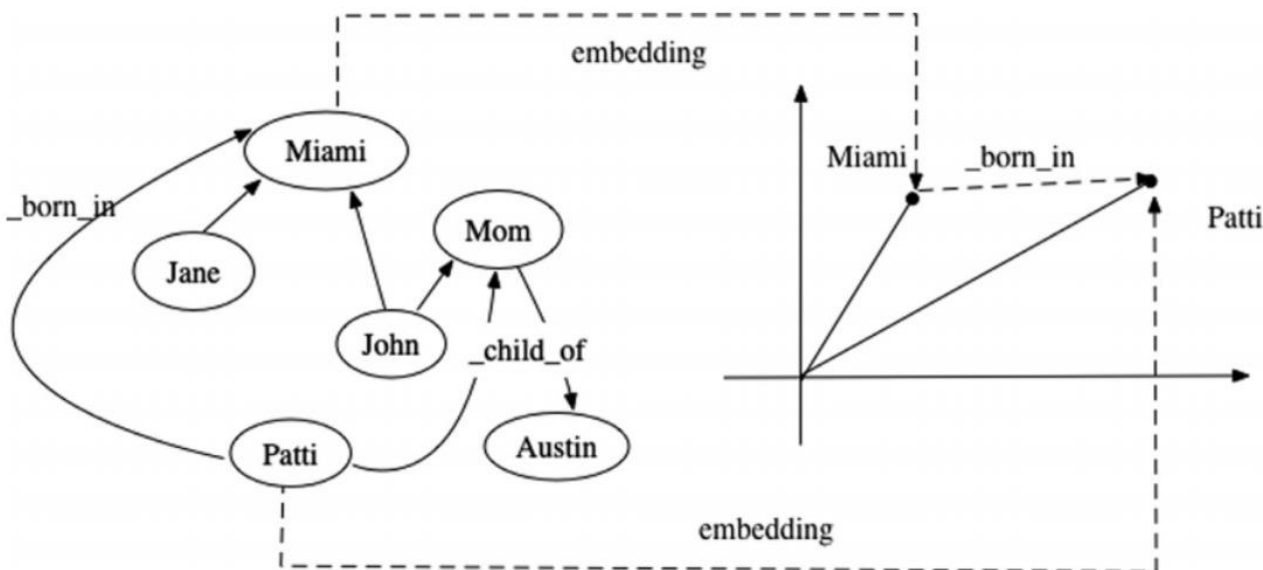 embedding
Miami
Miami
_born_in
_born_in
Mom
Patti
Jane
John
_child_of
Patti
Austin
embedding